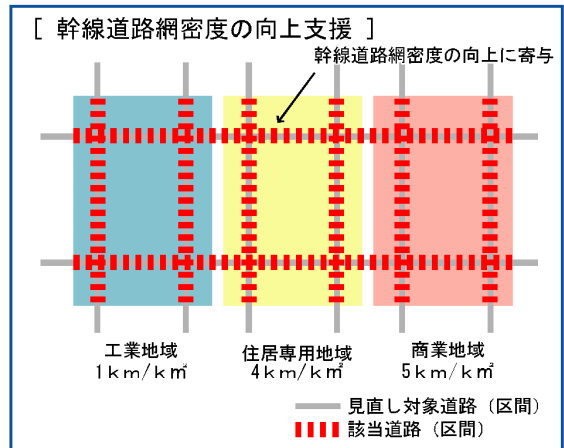 [ 幹線道路網密度の向上支援 ]
幹線道路網密度の向上に寄与
工業地域
1km/k㎡
住居専用地域
4km/k㎡
商業地域
5km/k㎡
見直し対象道路（区間）
該当道路（区間）